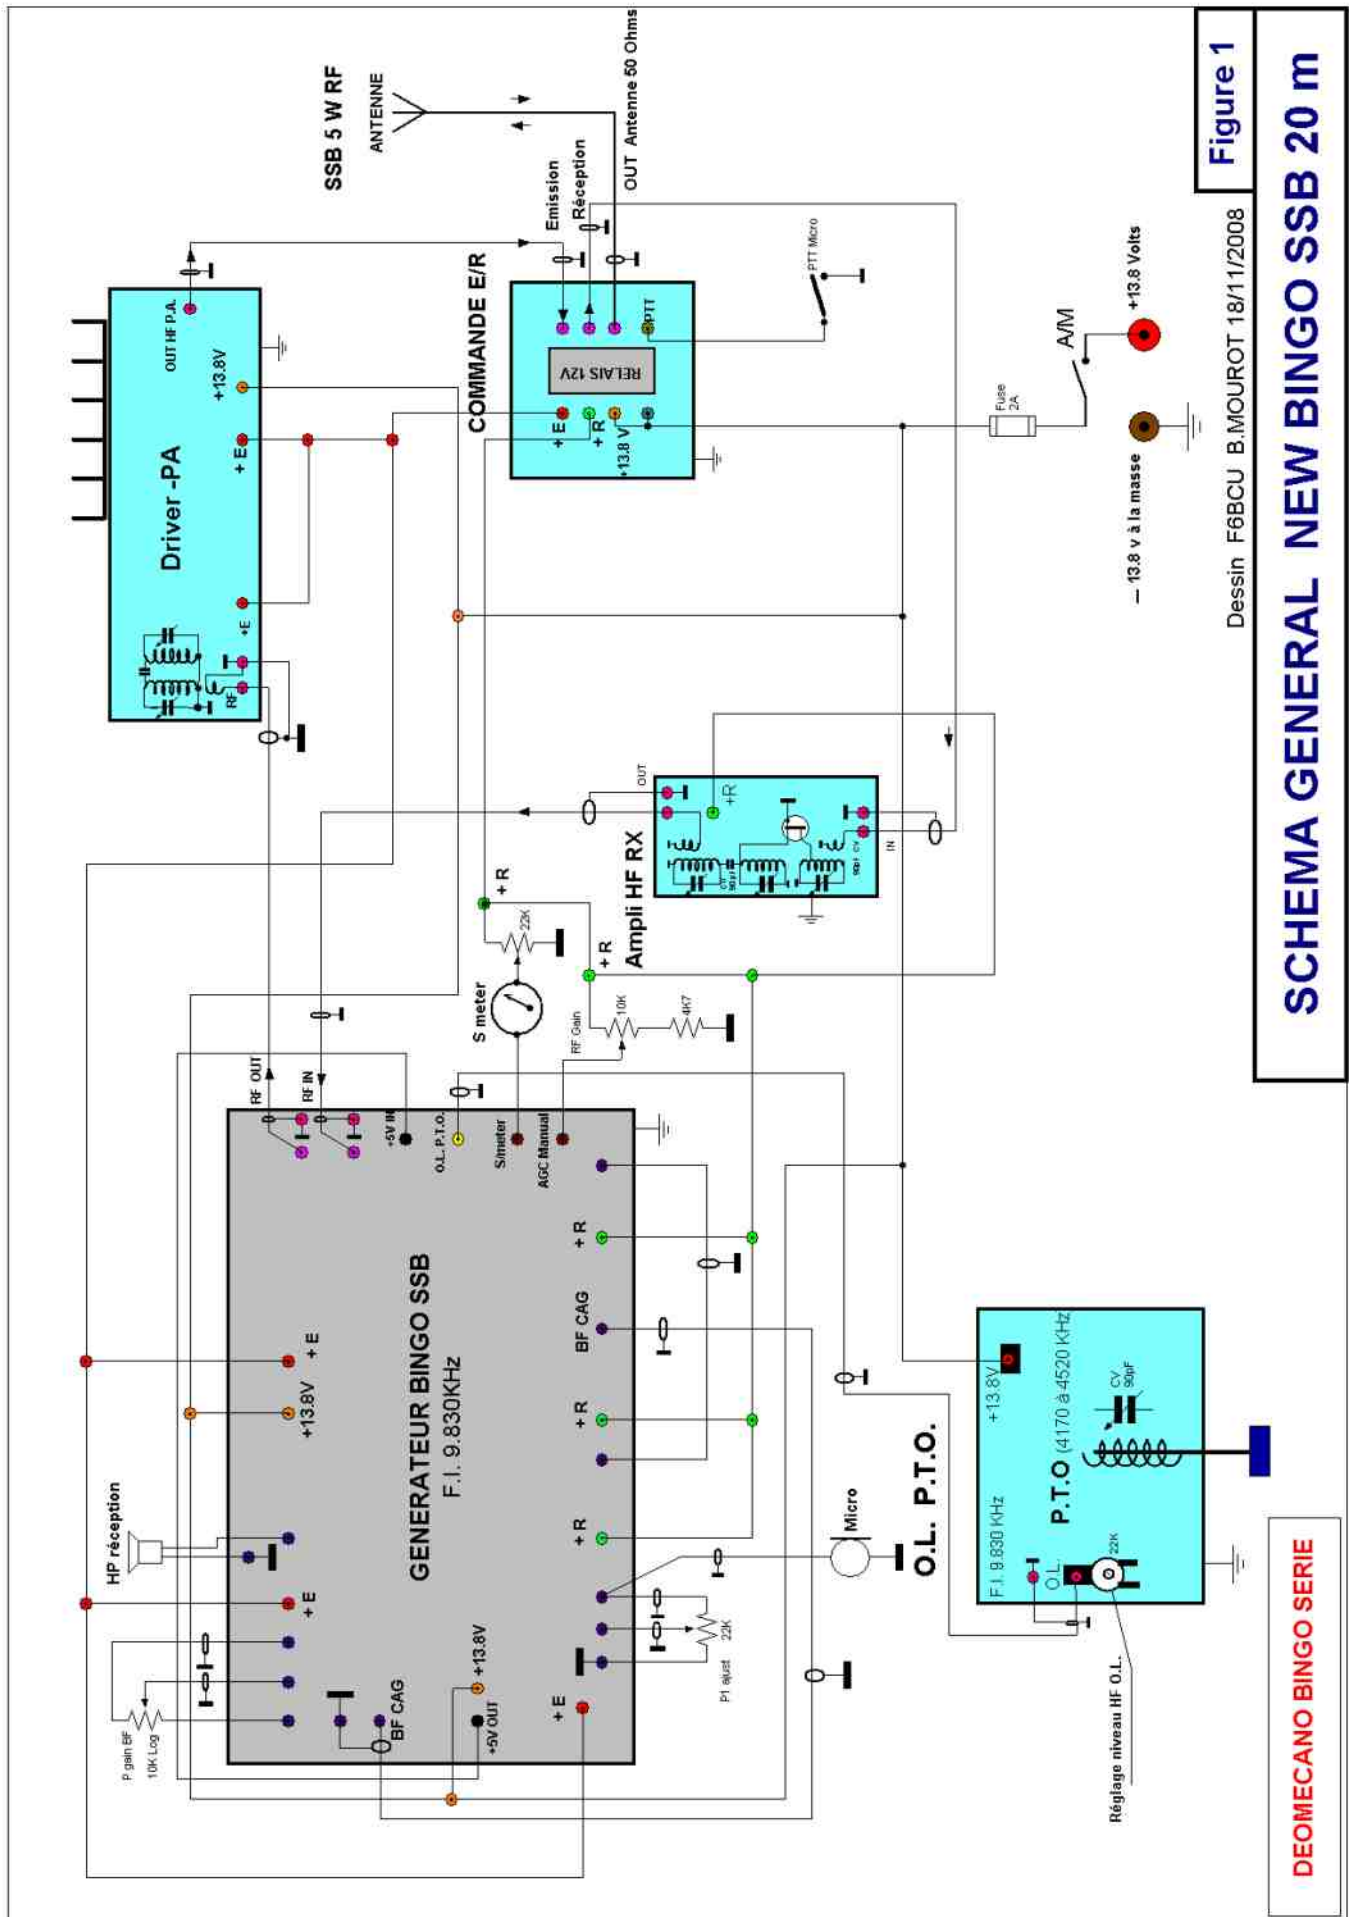 HP réception
P gain BF
10K Log
+ E
+13.8V
+ E
BF CAG
+13.8V
+5V OUT
+ E
GENERATEUR BINGO SSB
F.I. 9.830KHz
RF OUT
RF IN
+5V IN
O.L. P.T.O.
S/meter
AGC Manual
+ R
BF CAG
+ R
+ R
P1 ajust
22K
Micro
S meter
22K
+ R
RF Gain
10K
4K7
+ R
Driver -PA
RF
+E
+ E
+13.8V
OUT HF P.A.
SSB 5 W RF
ANTENNE
OUT Antenne 50 Ohms
COMMANDE E/R
Emission
Réception
+ E
+ R
+13.8 V
RELAIS 12V
PTT
PTT Micro
Ampli HF RX
OUT
+R
CV
90pF
90pF CV
IN
Fuse
2A
A/M
+13.8 Volts
— 13.8 v à la masse
O.L. P.T.O.
F.I. 9.830 KHz
+13.8V
O.L.
P.T.O (4170 à 4520 KHz)
CV
90pF
22K
Réglage niveau HF O.L.
Dessin F6BCU B.MOUROT 18/11/2008
Figure 1
SCHEMA GENERAL NEW BINGO SSB 20 m
DEOMECANO BINGO SERIE